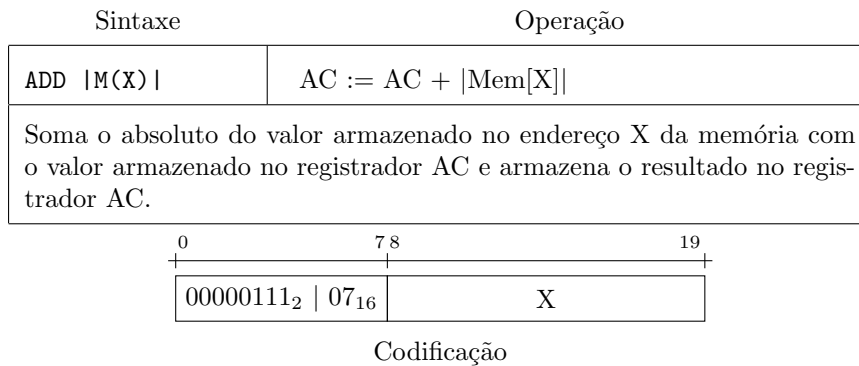 Sintaxe Operação
ADD |M(X)| AC := AC + |Mem[X]|
Soma o absoluto do valor armazenado no endereço X da memória com
o valor armazenado no registrador AC e armazena o resultado no regis-
trador AC.
0 7 8 19
00000111₂ | 07₁₆ X
Codificação